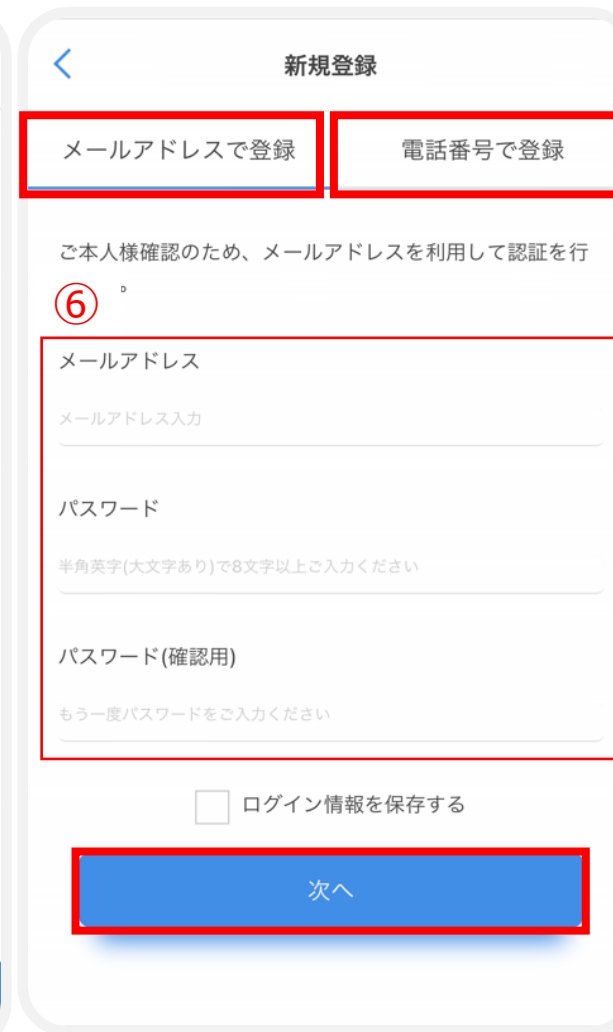 新規登録
メールアドレスで登録 電話番号で登録
ご本人様確認のため、メールアドレスを利用して認証を行
。
⑥
メールアドレス
メールアドレス入力
パスワード
半角英字(大文字あり)で8文字以上ご入力ください
パスワード(確認用)
もう一度パスワードをご入力ください
ログイン情報を保存する
次へ